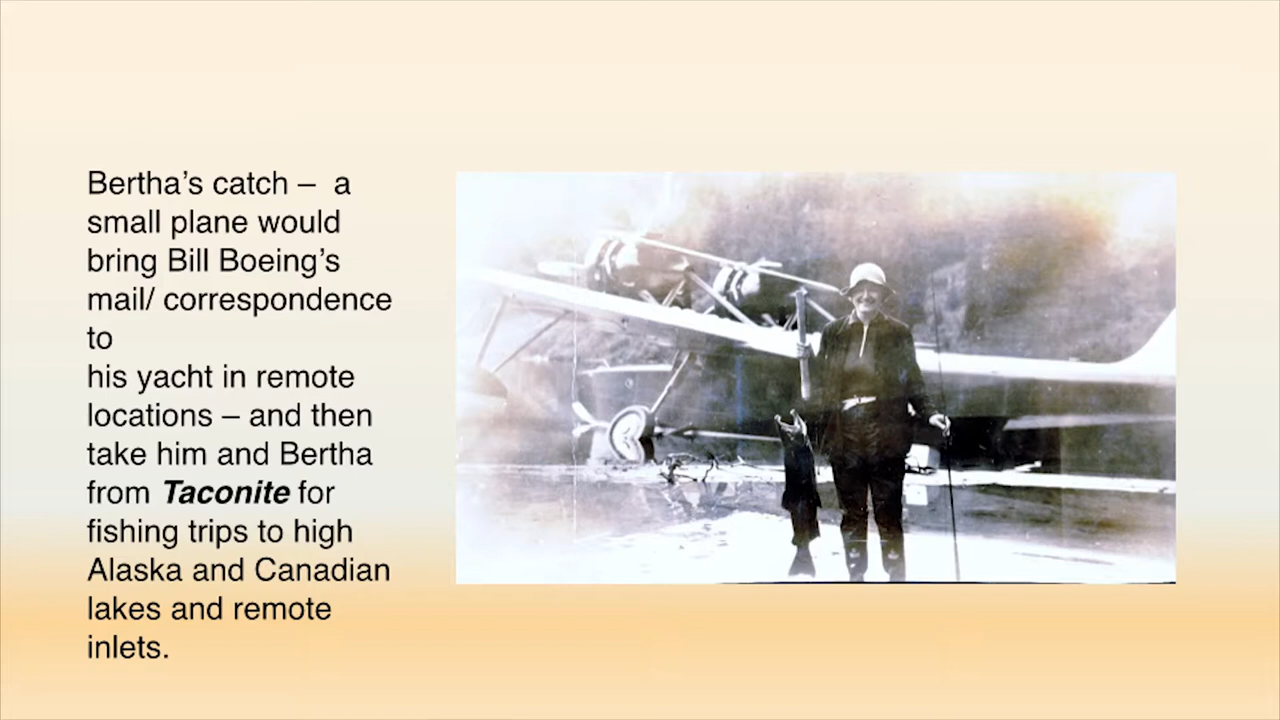 Bertha’s catch –  a
small plane would
bring Bill Boeing’s
mail/ correspondence
to
his yacht in remote
locations – and then
take him and Bertha
from Taconite for
fishing trips to high
Alaska and Canadian
lakes and remote
inlets.